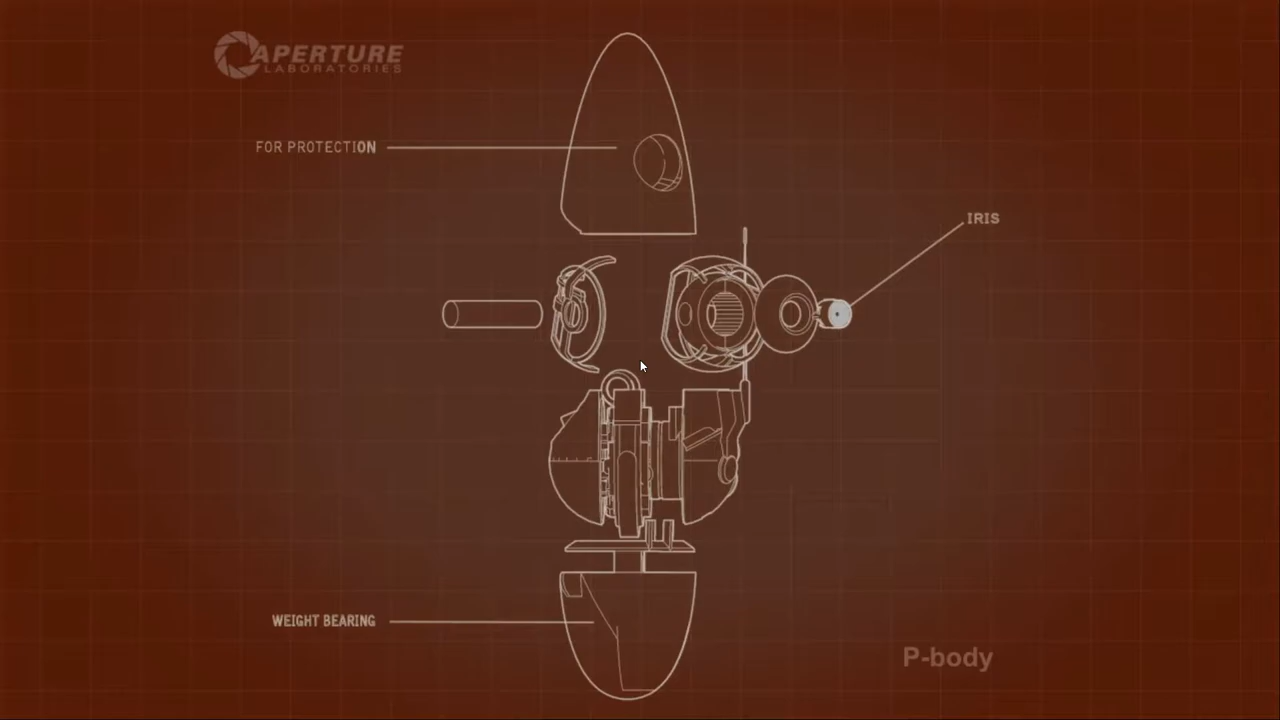 APERTURE
LABORATORIES
FOR PROTECTION
IRIS
WEIGHT BEARING
P-body